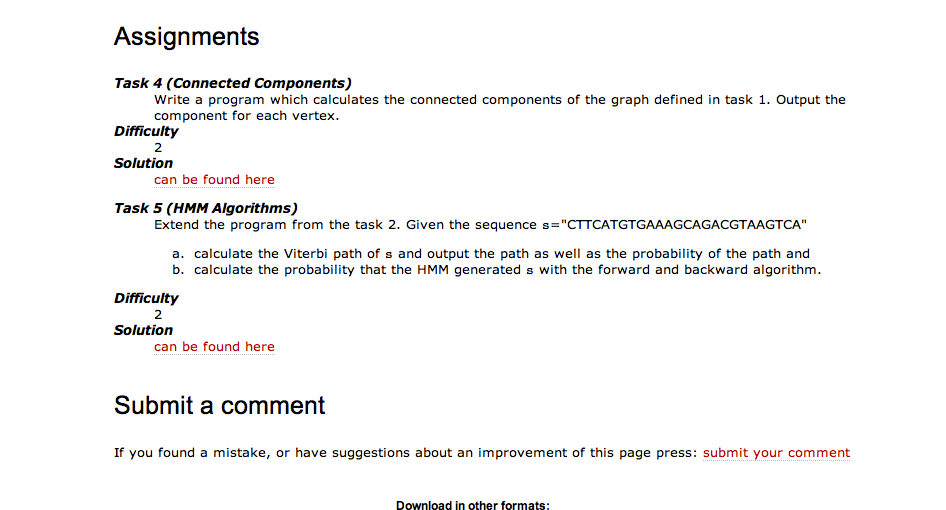 Assignments
Task 4 (Connected Components)
Write a program which calculates the connected components of the graph defined in task 1. Output the
component for each vertex.
Difficulty
2
Solution
can be found here
Task 5 (HMM Algorithms)
Extend the program from the task 2. Given the sequence s="CTTCATGTGAAAGCAGACGTAAGTCA"
a. calculate the Viterbi path of s and output the path as well as the probability of the path and
b. calculate the probability that the HMM generated s with the forward and backward algorithm.
Difficulty
2
Solution
can be found here
Submit a comment
If you found a mistake, or have suggestions about an improvement of this page press: submit your comment
Download in other formats: